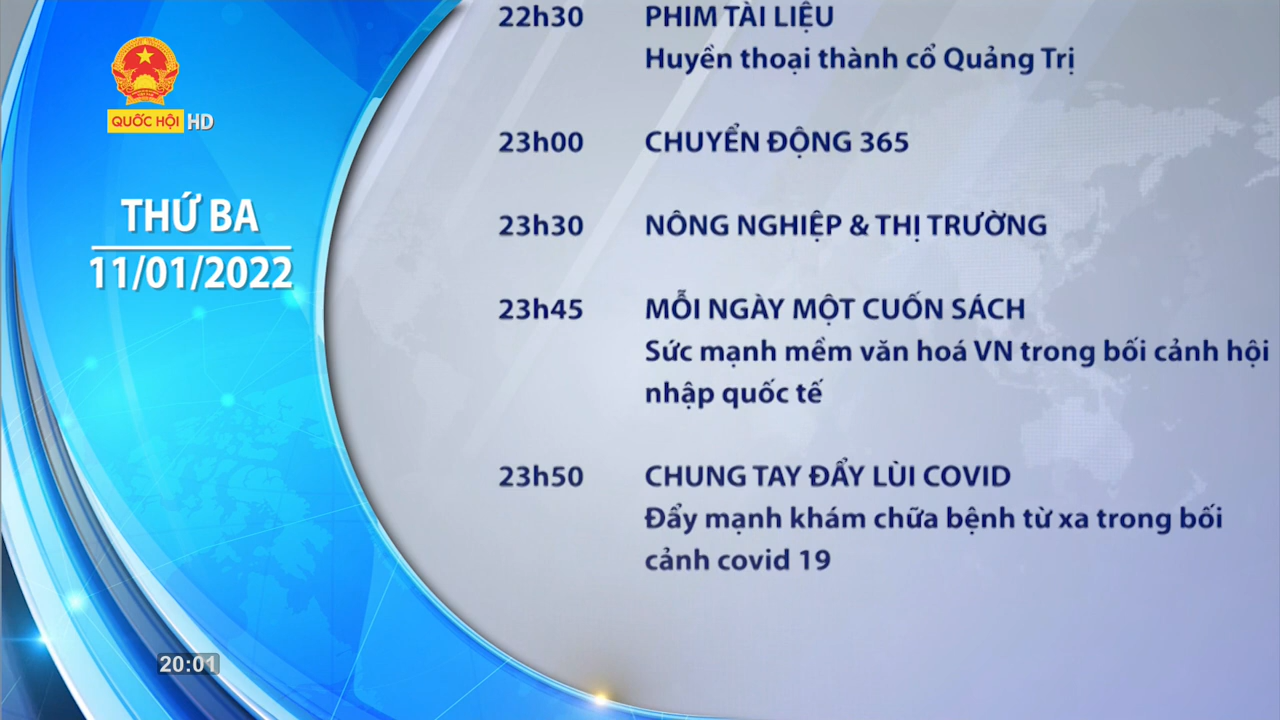 QUỐC HỘI HD
THỨ BA
11/01/2022
22h30 PHIM TÀI LIỆU
Huyền thoại thành cổ Quảng Trị
23h00 CHUYỂN ĐỘNG 365
23h30 NÔNG NGHIỆP & THỊ TRƯỜNG
23h45 MỖI NGÀY MỘT CUỐN SÁCH
Sức mạnh mềm văn hoá VN trong bối cảnh hội
nhập quốc tế
23h50 CHUNG TAY ĐẨY LÙI COVID
Đẩy mạnh khám chữa bệnh từ xa trong bối
cảnh covid 19
20:01